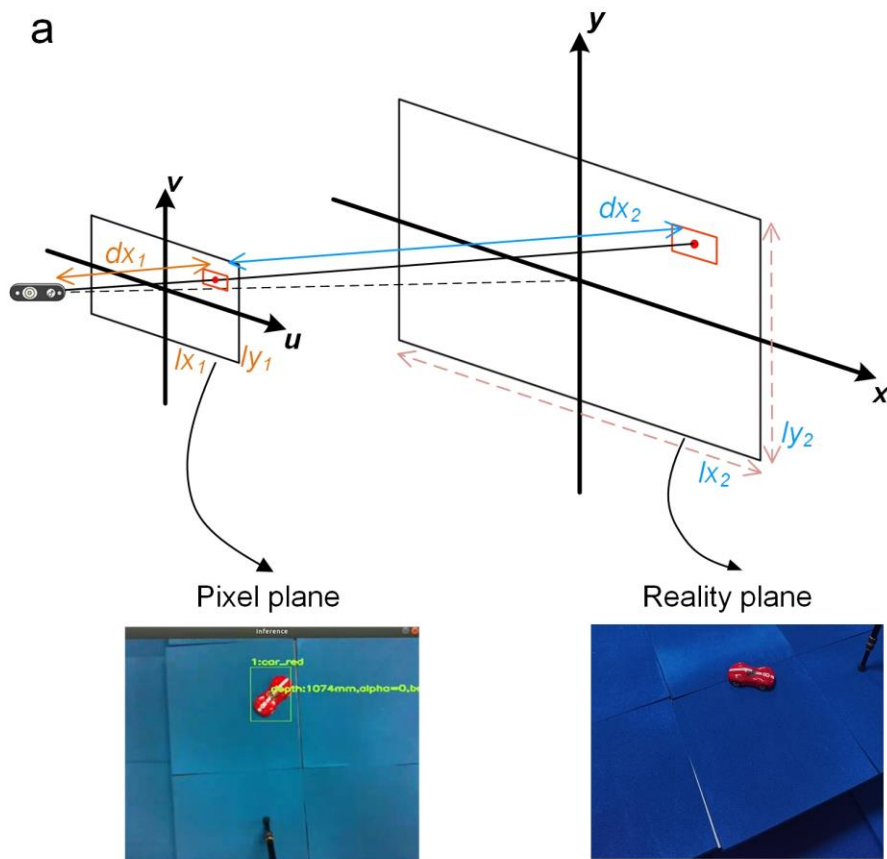 a
y
v
dx₂
dx₁
u
lx₁
ly₁
x
ly₂
lx₂
Pixel plane
Reality plane
Inference
1:car_red
depth:1074mm,alpha=0,be